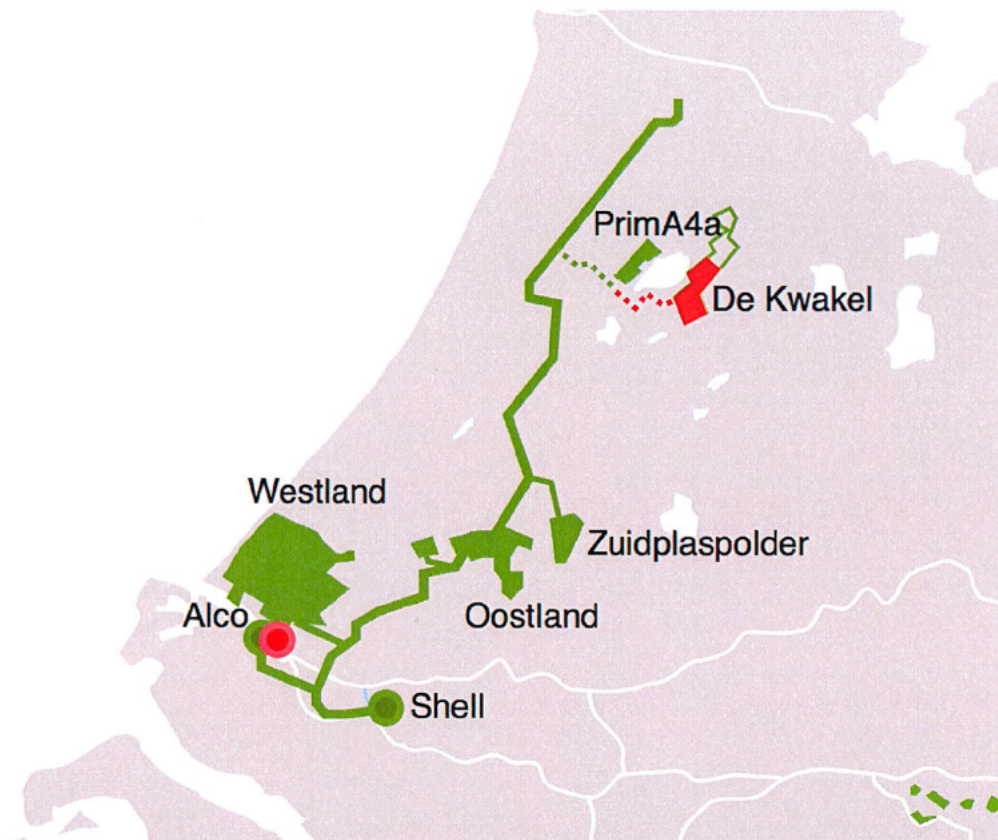 PrimA4a
De Kwakel
Westland
Zuidplaspolder
Alco
Oostland
Shell